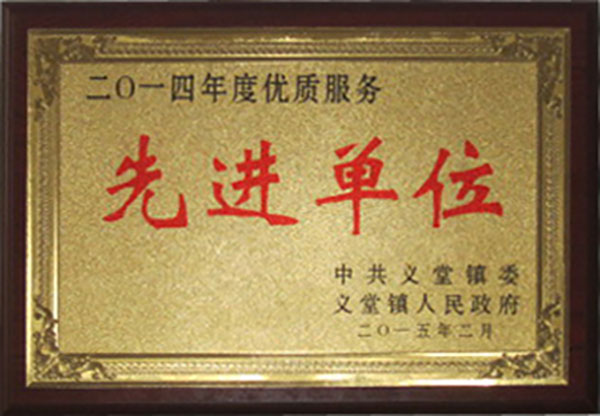 二〇一四年度优质服务
先进单位
中共义堂镇委
义堂镇人民政府
二〇一五年二月